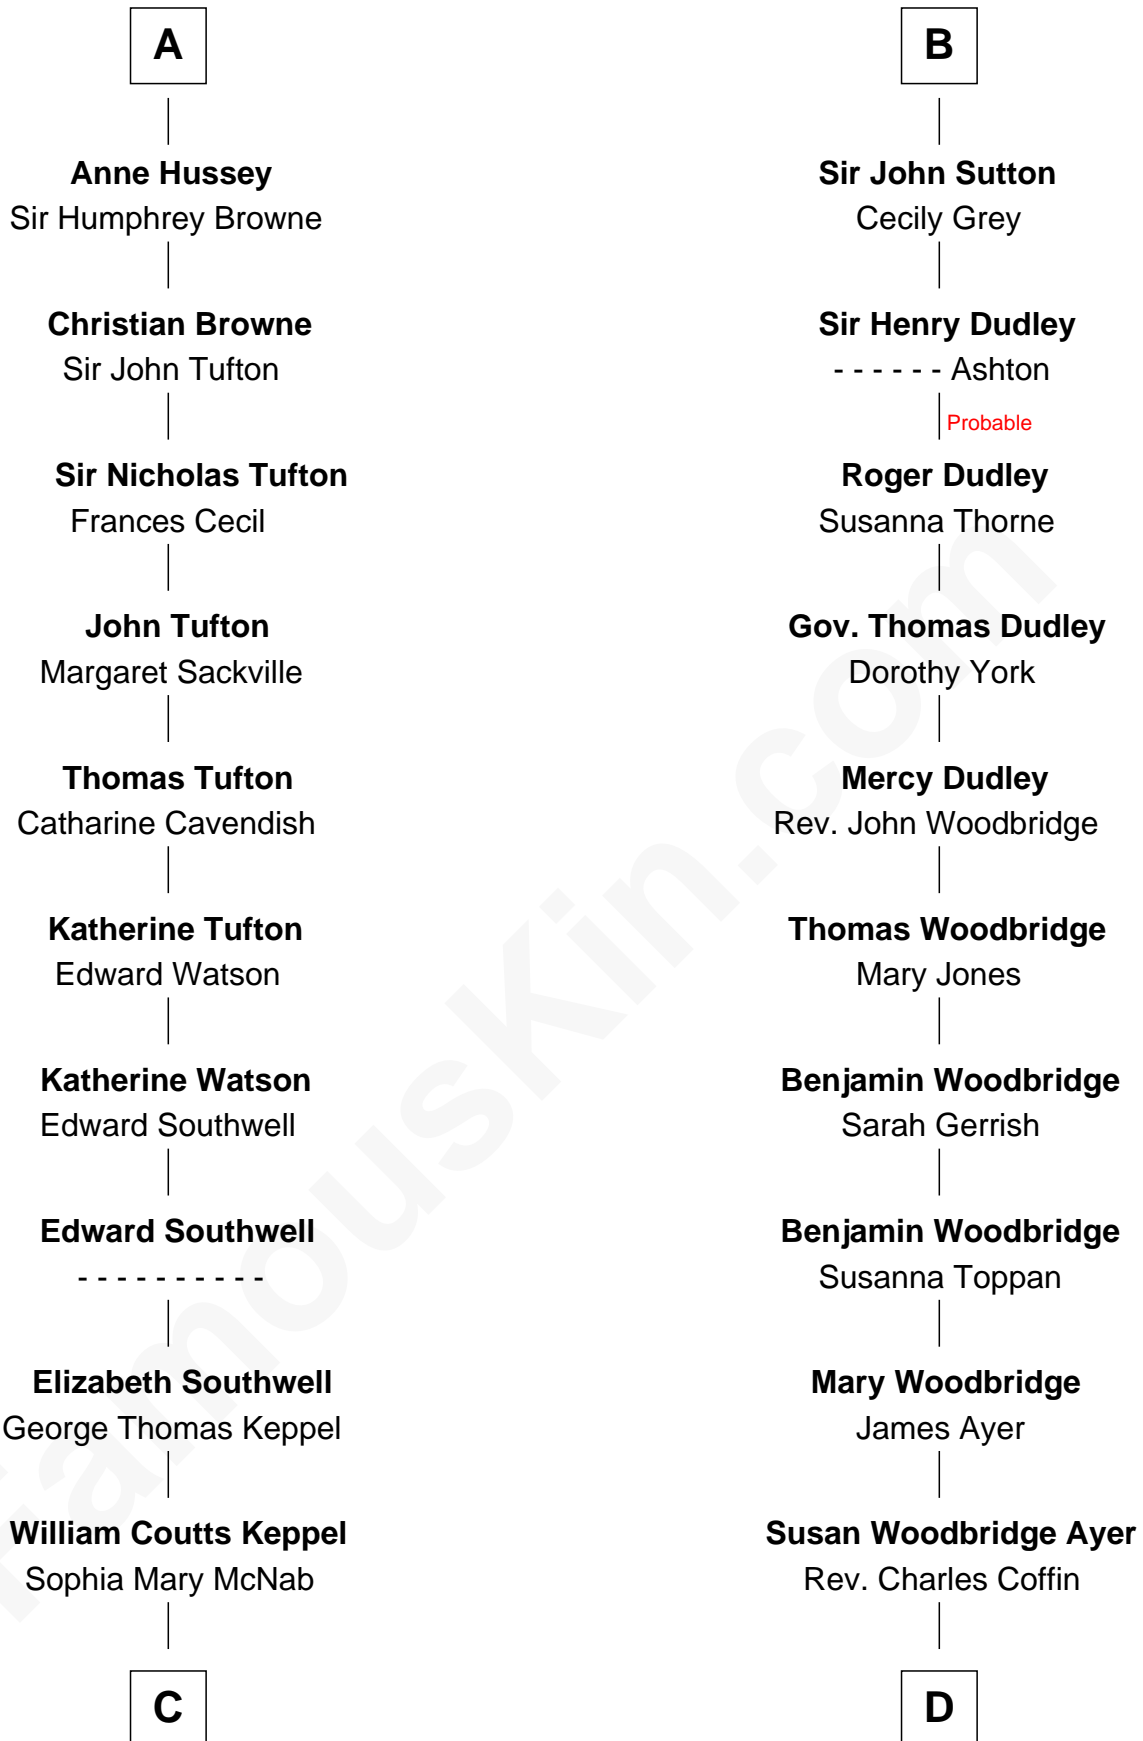 A
Anne Hussey
Sir Humphrey Browne
Christian Browne
Sir John Tufton
Sir Nicholas Tufton
Frances Cecil
John Tufton
Margaret Sackville
Thomas Tufton
Catharine Cavendish
Katherine Tufton
Edward Watson
Katherine Watson
Edward Southwell
Edward Southwell
- - - - - - - - - -
Elizabeth Southwell
George Thomas Keppel
William Coutts Keppel
Sophia Mary McNab
C
B
Sir John Sutton
Cecily Grey
Sir Henry Dudley
- - - - - - Ashton
Probable
Roger Dudley
Susanna Thorne
Gov. Thomas Dudley
Dorothy York
Mercy Dudley
Rev. John Woodbridge
Thomas Woodbridge
Mary Jones
Benjamin Woodbridge
Sarah Gerrish
Benjamin Woodbridge
Susanna Toppan
Mary Woodbridge
James Ayer
Susan Woodbridge Ayer
Rev. Charles Coffin
D
FamousKin.com